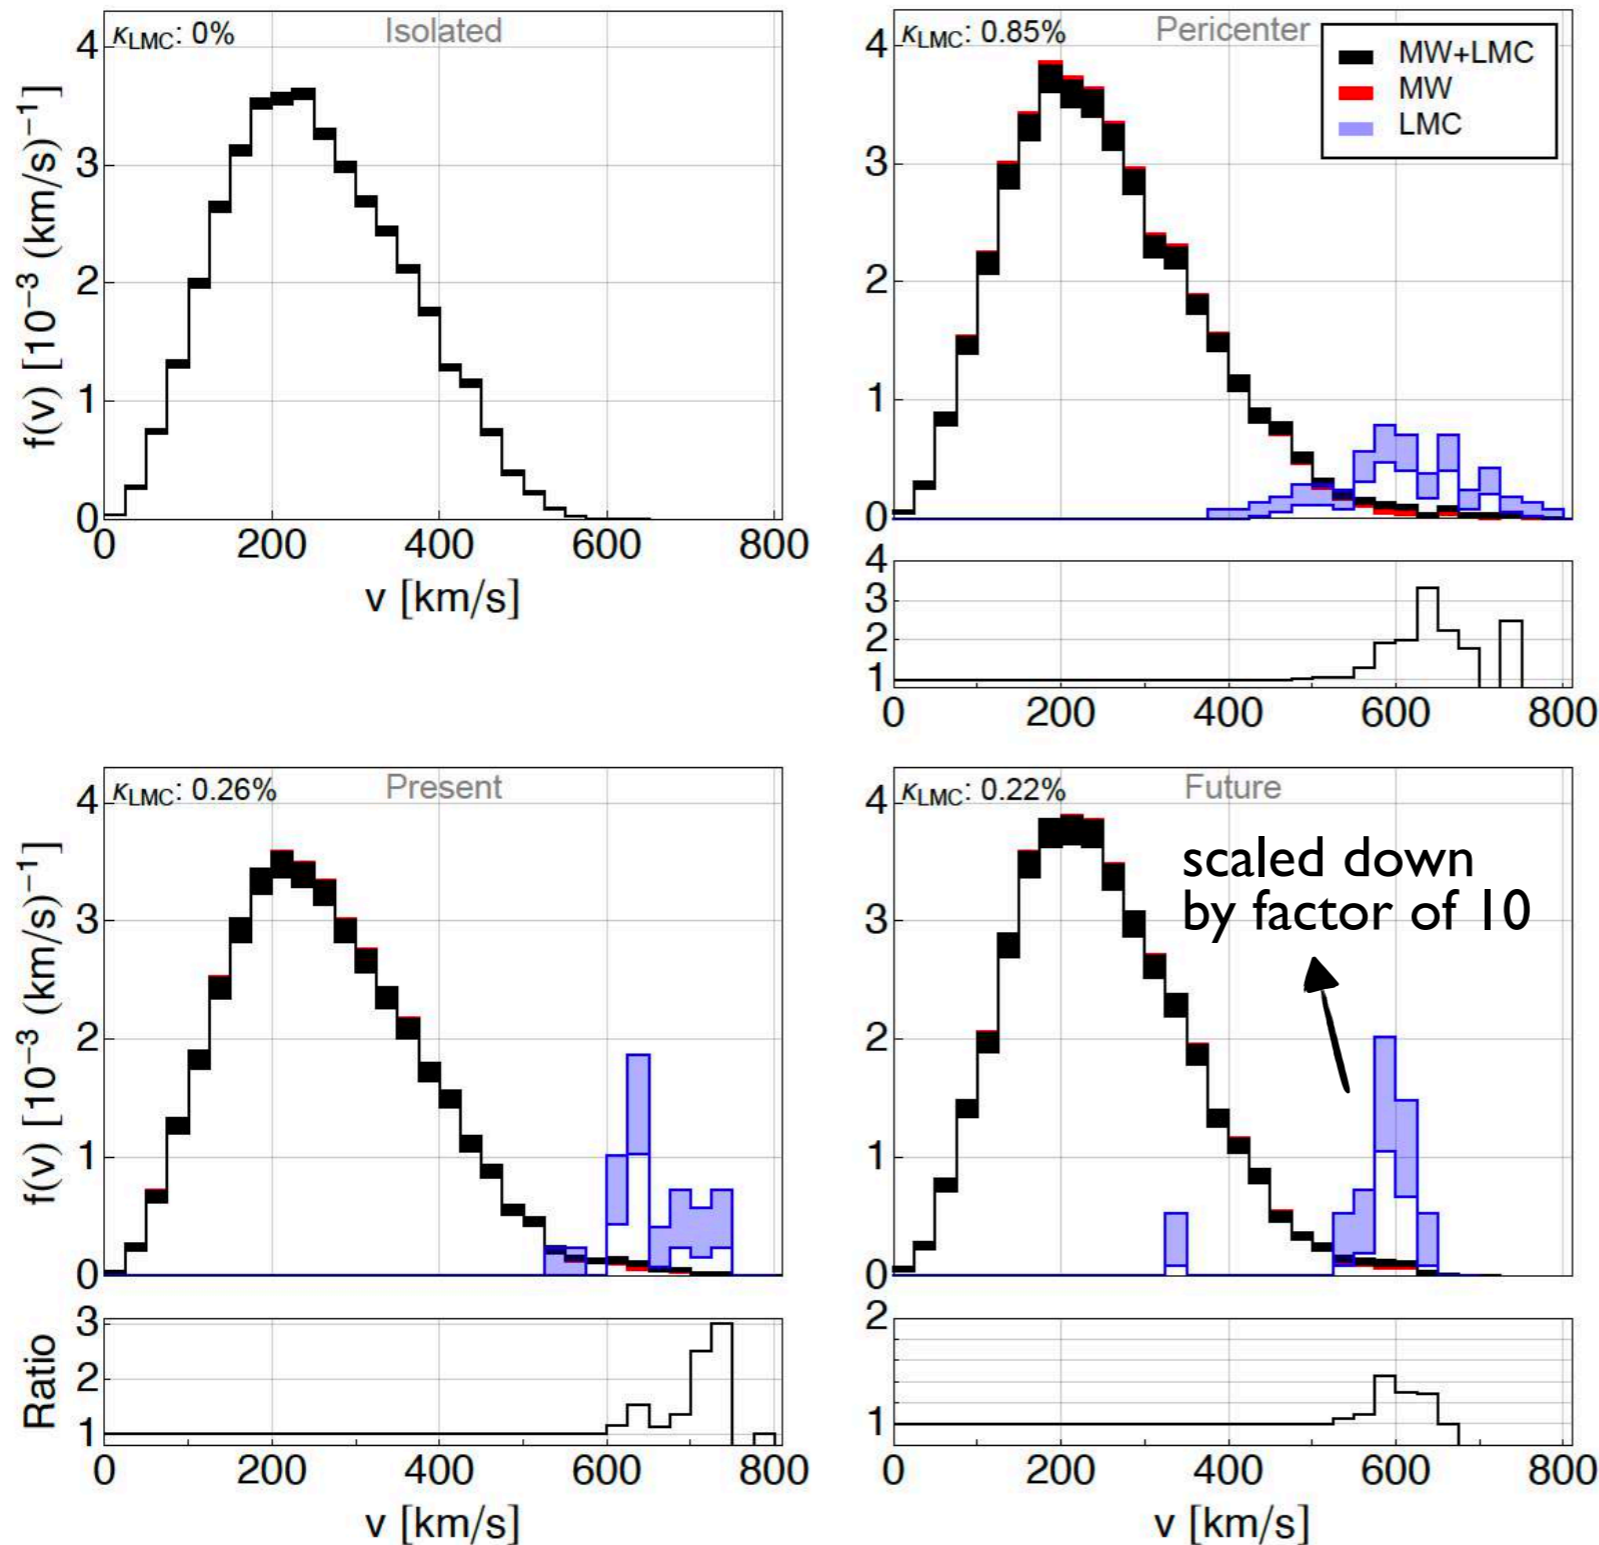 κLMC: 0% Isolated
4
3
2
1
0
f(v) [10−3 (km/s)−1]
0 200 400 600 800
v [km/s]
κLMC: 0.85% Pericenter
MW+LMC
MW
LMC
4
3
2
1
0
4
3
2
1
0 200 400 600 800
κLMC: 0.26% Present
4
3
2
1
0
f(v) [10−3 (km/s)−1]
3
2
1
Ratio
0 200 400 600 800
v [km/s]
κLMC: 0.22% Future
scaled down
by factor of 10
4
3
2
1
0
2
1
0 200 400 600 800
v [km/s]